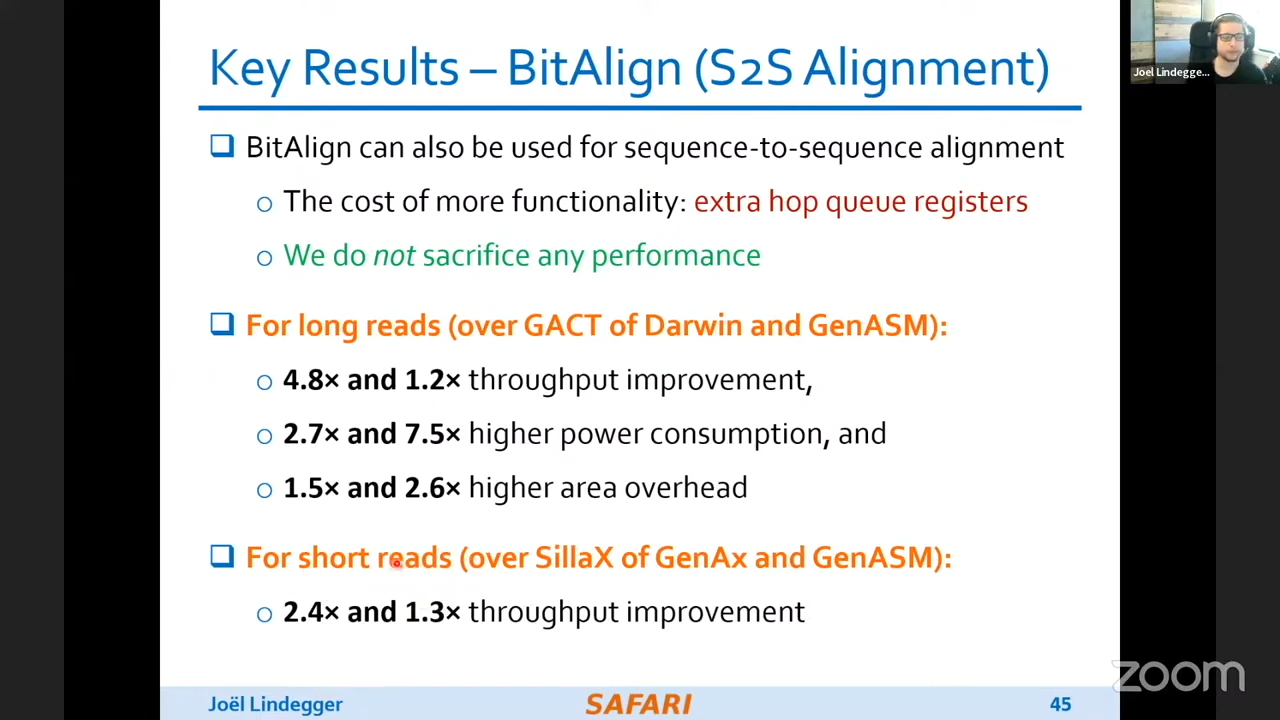 Key Results – BitAlign (S2S Alignment)
Joel Lindegge...
BitAlign can also be used for sequence-to-sequence alignment
The cost of more functionality: extra hop queue registers
We do not sacrifice any performance
For long reads (over GACT of Darwin and GenASM):
4.8× and 1.2× throughput improvement,
2.7× and 7.5× higher power consumption, and
1.5× and 2.6× higher area overhead
For short reads (over SillaX of GenAx and GenASM):
2.4× and 1.3× throughput improvement
zoom
Joël Lindegger
SAFARI
45